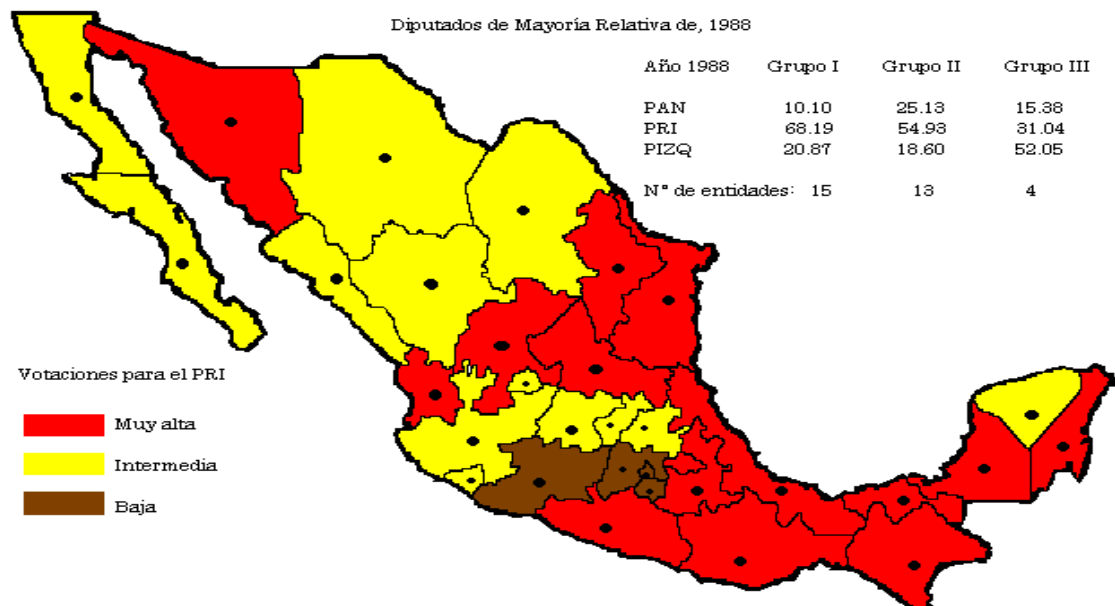 Diputados de Mayoría Relativa de, 1988
Año 1988 Grupo I Grupo II Grupo III
PAN 10.10 25.13 15.38
PRI 68.19 54.93 31.04
PIZQ 20.87 18.60 52.05
N° de entidades: 15 13 4
Votaciones para el PRI
Muy alta
Intermedia
Baja